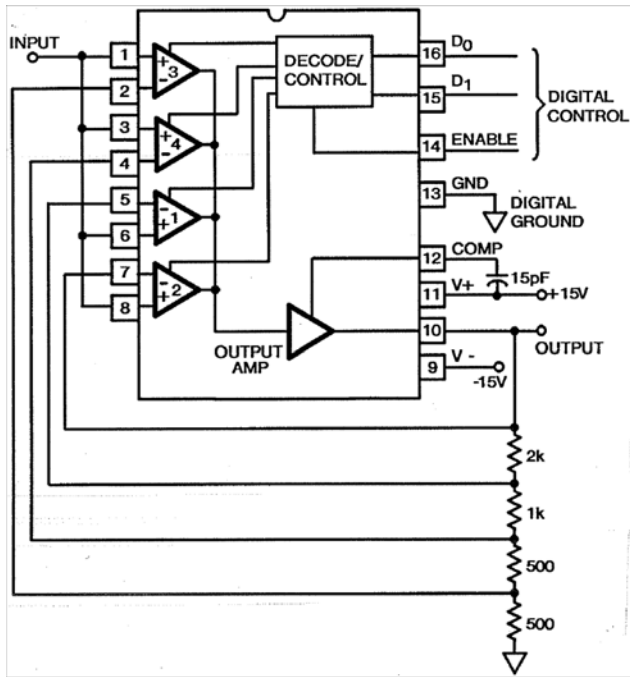 INPUT
1
2
3
4
5
6
7
8
+
-
3
+
-
4
-
+
1
-
+
2
DECODE/
CONTROL
OUTPUT
AMP
16 D0
15 D1
14 ENABLE
DIGITAL
CONTROL
13 GND
DIGITAL
GROUND
12 COMP
15pF
11 V+
+15V
10
OUTPUT
9 V -
-15V
2k
1k
500
500